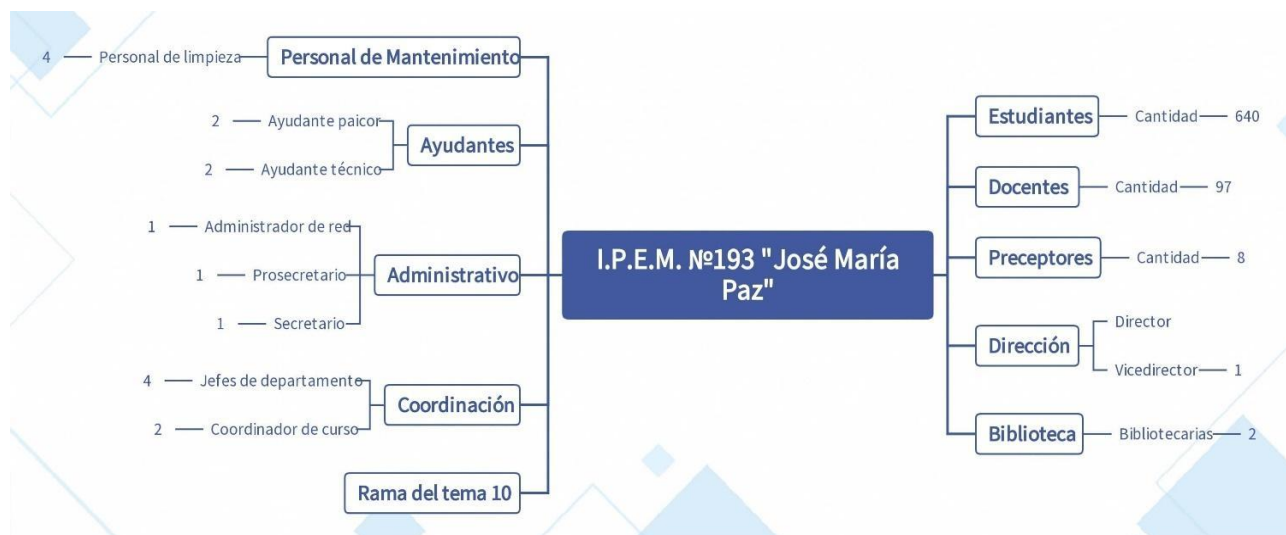 I.P.E.M. №193 "José María
Paz"
Personal de Mantenimiento
Personal de limpieza
4
Ayudantes
Ayudante paicor
2
Ayudante técnico
2
Administrativo
Administrador de red
1
Prosecretario
1
Secretario
1
Coordinación
Jefes de departamento
4
Coordinador de curso
2
Rama del tema 10
Estudiantes
Cantidad
640
Docentes
Cantidad
97
Preceptores
Cantidad
8
Dirección
Director
Vicedirector
1
Biblioteca
Bibliotecarias
2